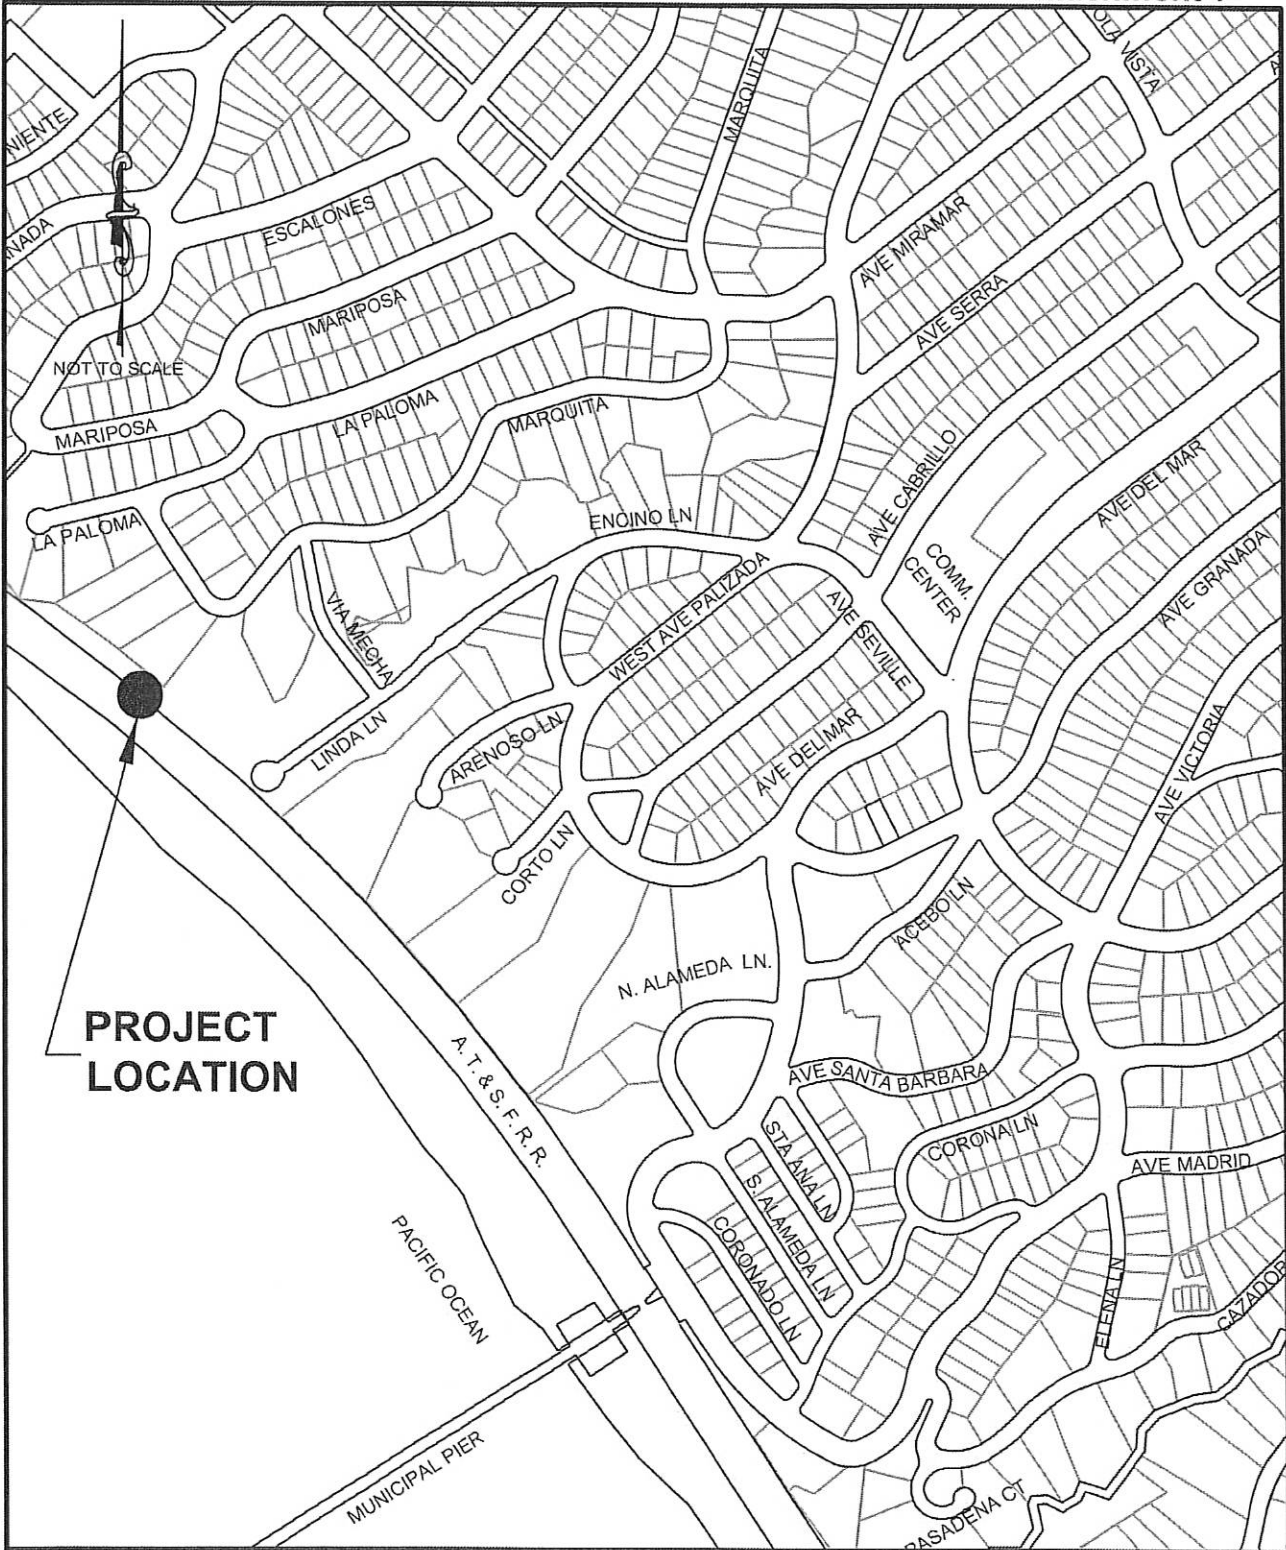 OLA VISTA
MARQUITA
ESCALONES
AVE MIRAMAR
MARIPOSA
AVE SERRA
NOT TO SCALE
MARIPOSA
LA PALOMA
MARQUITA
AVE CABRILLO
AVE DEL MAR
LA PALOMA
ENCINO LN
COMM.
CENTER
AVE GRANADA
VIA MECHA
WEST AVE PALIZADA
AVE SEVILLE
LINDA LN
ARENOSO LN
AVE DEL MAR
AVE VICTORIA
CORTO LN
ACEBO LN
N. ALAMEDA LN.
PROJECT
LOCATION
A. T. & S. F. R. R.
AVE SANTA BARBARA
STA ANA LN
CORONA LN
AVE MADRID
S. ALAMEDA LN
CORONADO LN
PACIFIC OCEAN
ELENA LN
CAZADOR
MUNICIPAL PIER
PASADENA CT